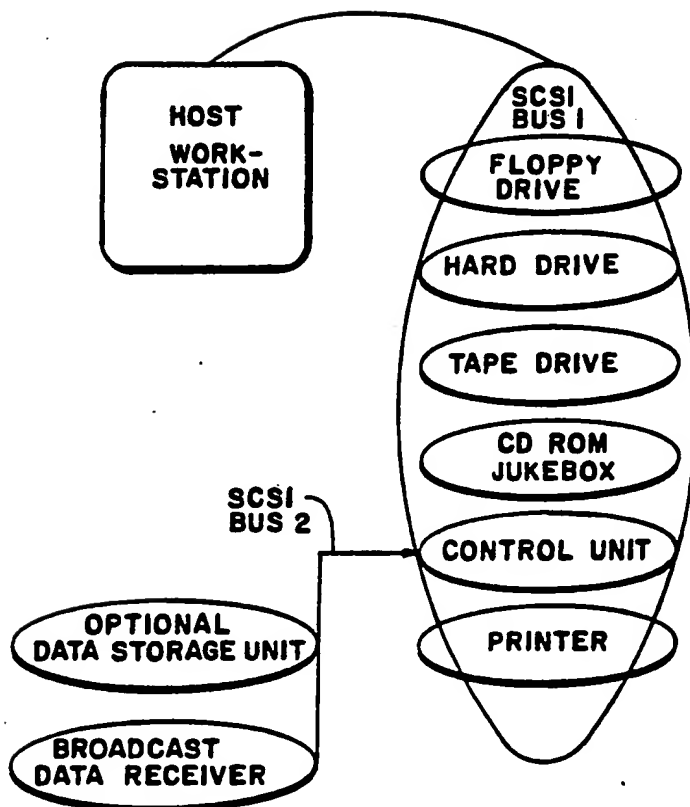 HOST
WORK-
STATION
SCSI
BUS 1
FLOPPY
DRIVE
HARD DRIVE
TAPE DRIVE
CD ROM
JUKEBOX
SCSI
BUS 2
CONTROL UNIT
OPTIONAL
DATA STORAGE UNIT
PRINTER
BROADCAST
DATA RECEIVER